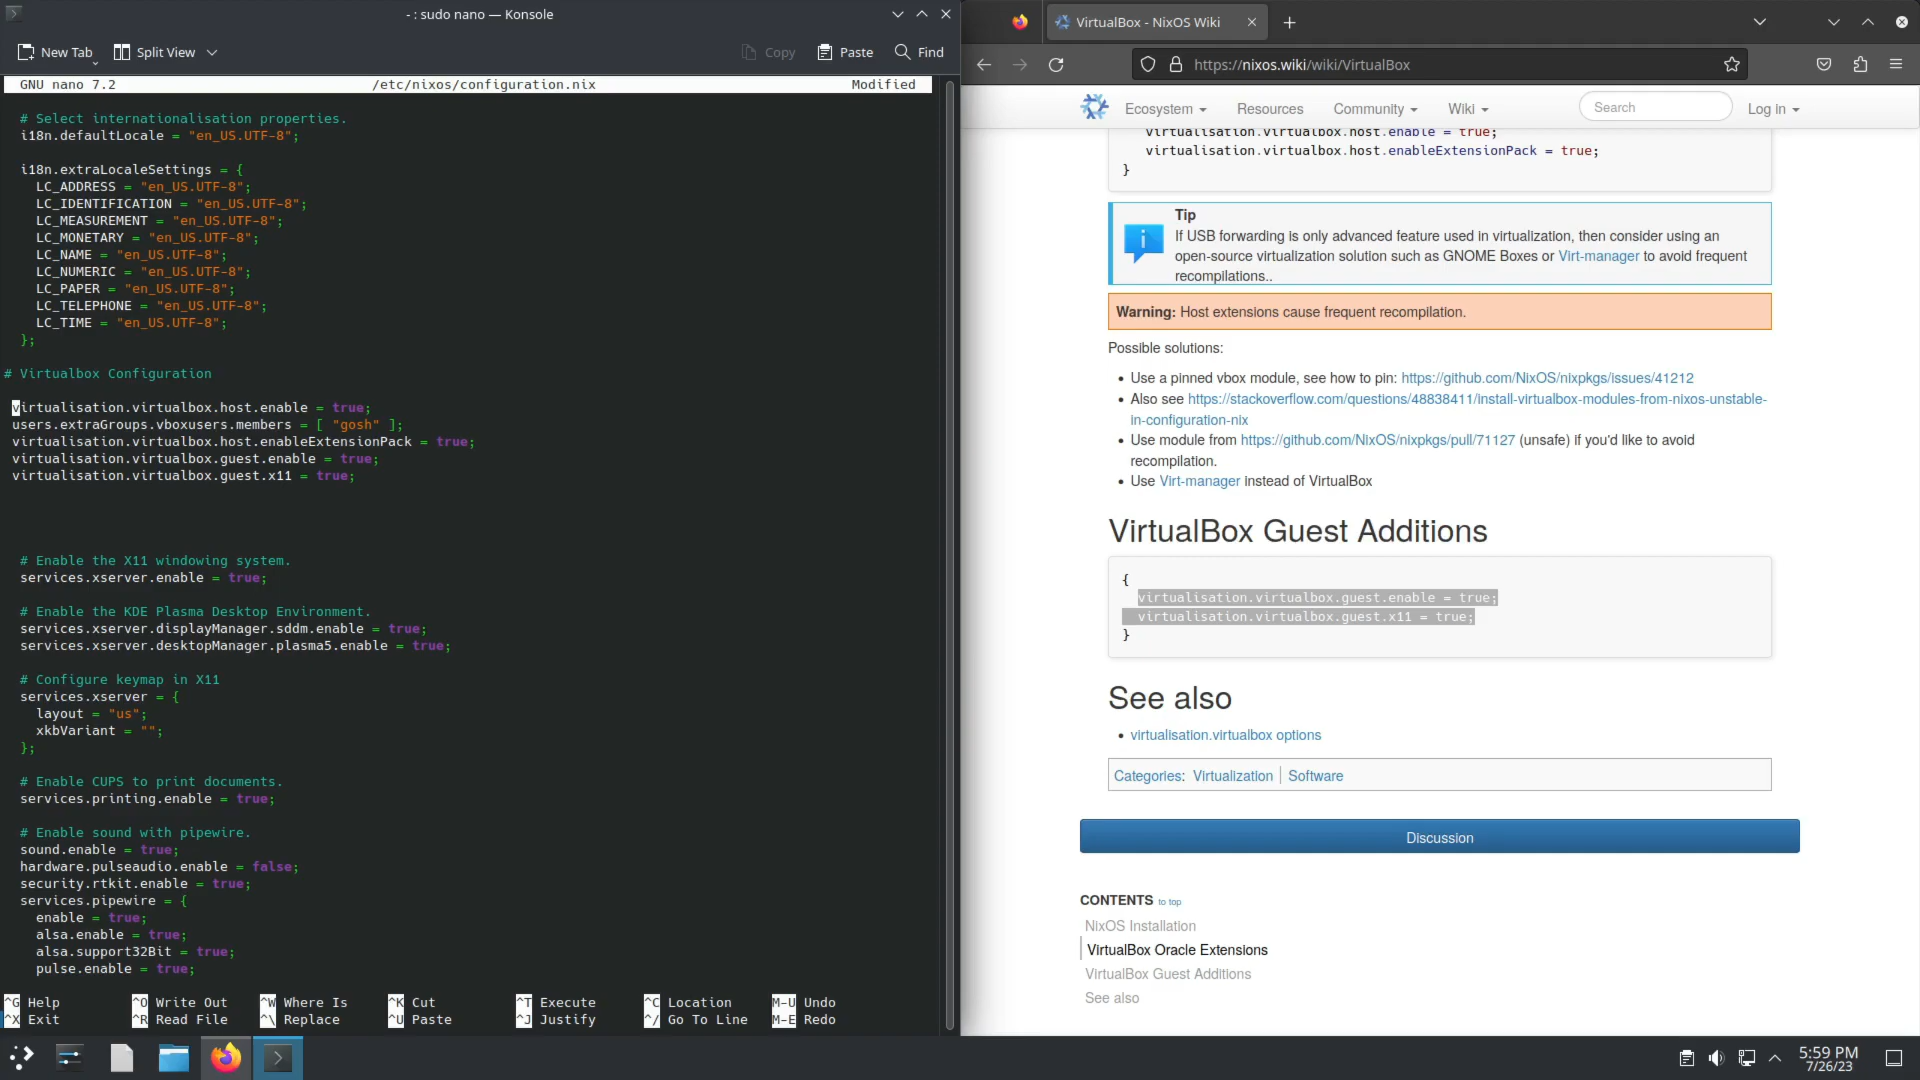 - : sudo nano — Konsole
New Tab
Split View
Copy
Paste
Find
GNU nano 7.2 /etc/nixos/configuration.nix Modified
# Select internationalisation properties.
i18n.defaultLocale = "en_US.UTF-8";
i18n.extraLocaleSettings = {
LC_ADDRESS = "en_US.UTF-8";
LC_IDENTIFICATION = "en_US.UTF-8";
LC_MEASUREMENT = "en_US.UTF-8";
LC_MONETARY = "en_US.UTF-8";
LC_NAME = "en_US.UTF-8";
LC_NUMERIC = "en_US.UTF-8";
LC_PAPER = "en_US.UTF-8";
LC_TELEPHONE = "en_US.UTF-8";
LC_TIME = "en_US.UTF-8";
};
# Virtualbox Configuration
virtualisation.virtualbox.host.enable = true;
users.extraGroups.vboxusers.members = [ "gosh" ];
virtualisation.virtualbox.host.enableExtensionPack = true;
virtualisation.virtualbox.guest.enable = true;
virtualisation.virtualbox.guest.x11 = true;
# Enable the X11 windowing system.
services.xserver.enable = true;
# Enable the KDE Plasma Desktop Environment.
services.xserver.displayManager.sddm.enable = true;
services.xserver.desktopManager.plasma5.enable = true;
# Configure keymap in X11
services.xserver = {
layout = "us";
xkbVariant = "";
};
# Enable CUPS to print documents.
services.printing.enable = true;
# Enable sound with pipewire.
sound.enable = true;
hardware.pulseaudio.enable = false;
security.rtkit.enable = true;
services.pipewire = {
enable = true;
alsa.enable = true;
alsa.support32Bit = true;
pulse.enable = true;
^G Help ^O Write Out ^W Where Is ^K Cut ^T Execute ^C Location M-U Undo
^X Exit ^R Read File ^\ Replace ^U Paste ^J Justify ^/ Go To Line M-E Redo
VirtualBox - NixOS Wiki
https://nixos.wiki/wiki/VirtualBox
Ecosystem Resources Community Wiki Search Log in
virtualisation.virtualbox.host.enable = true;
virtualisation.virtualbox.host.enableExtensionPack = true;
}
Tip
If USB forwarding is only advanced feature used in virtualization, then consider using an
open-source virtualization solution such as GNOME Boxes or Virt-manager to avoid frequent
recompilations..
Warning: Host extensions cause frequent recompilation.
Possible solutions:
• Use a pinned vbox module, see how to pin: https://github.com/NixOS/nixpkgs/issues/41212
• Also see https://stackoverflow.com/questions/48838411/install-virtualbox-modules-from-nixos-unstable-
in-configuration-nix
• Use module from https://github.com/NixOS/nixpkgs/pull/71127 (unsafe) if you'd like to avoid
recompilation.
• Use Virt-manager instead of VirtualBox
VirtualBox Guest Additions
{
virtualisation.virtualbox.guest.enable = true;
virtualisation.virtualbox.guest.x11 = true;
}
See also
• virtualisation.virtualbox options
Categories: Virtualization Software
Discussion
CONTENTS to top
NixOS Installation
VirtualBox Oracle Extensions
VirtualBox Guest Additions
See also
5:59 PM
7/26/23